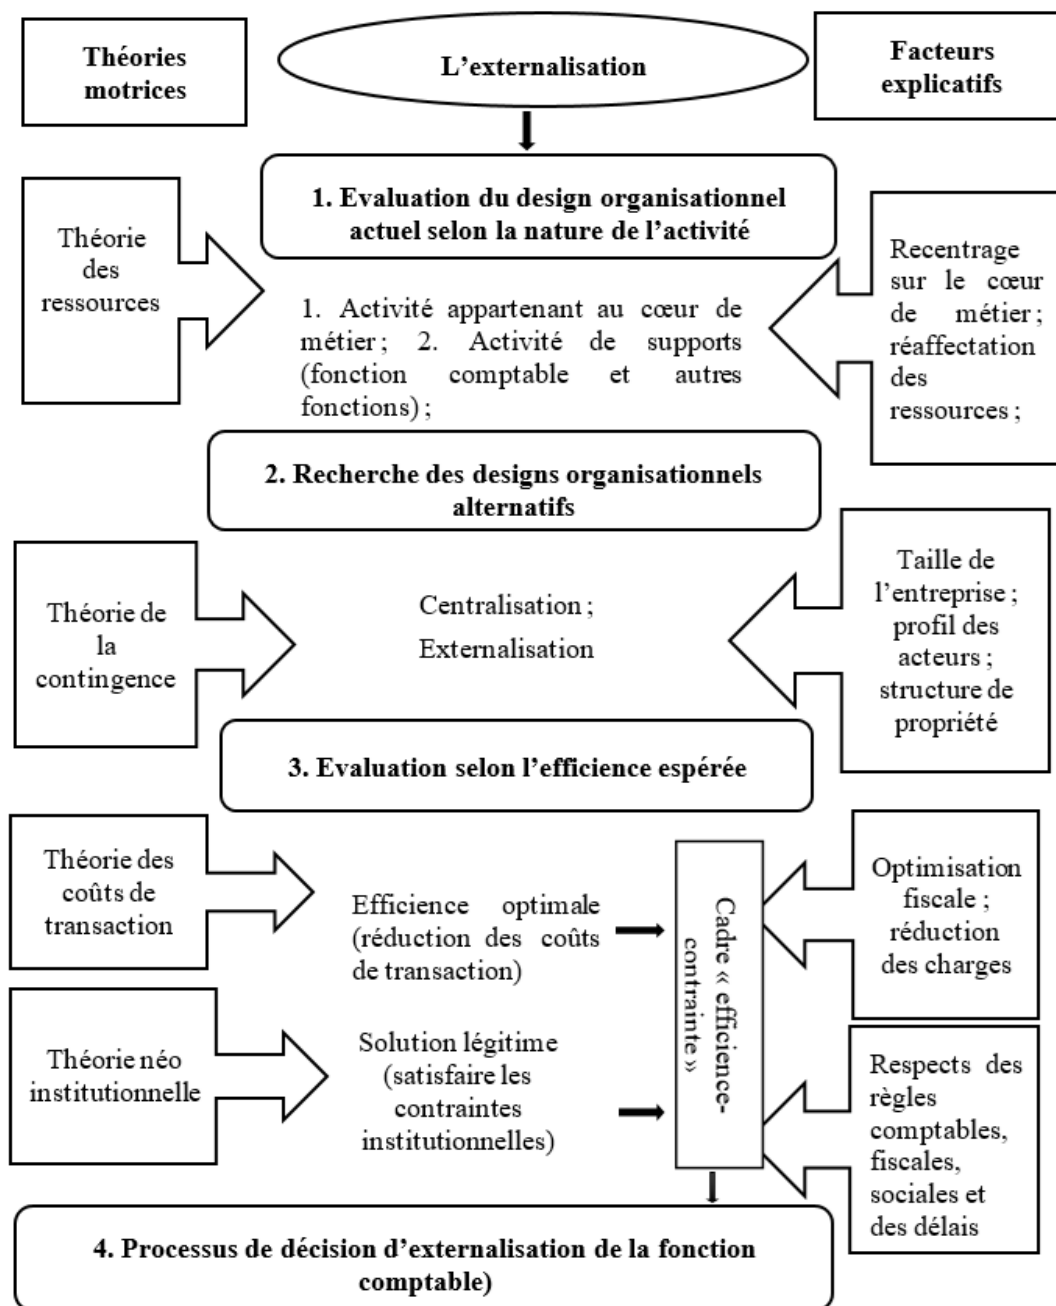 Théories
motrices
L'externalisation
Facteurs
explicatifs
1. Evaluation du design organisationnel
actuel selon la nature de l'activité
Théorie
des
ressources
1. Activité appartenant au cœur de
métier ; 2. Activité de supports
(fonction comptable et autres
fonctions) ;
Recentrage
sur le cœur
de métier ;
réaffectation
des
ressources ;
2. Recherche des designs organisationnels
alternatifs
Théorie de
la
contingence
Centralisation ;
Externalisation
Taille de
l'entreprise ;
profil des
acteurs ;
structure de
propriété
3. Evaluation selon l'efficience espérée
Théorie des
coûts de
transaction
Efficience optimale
(réduction des coûts
de transaction)
Cadre « efficience-
contrainte »
Optimisation
fiscale ;
réduction
des charges
Théorie néo
institutionnelle
Solution légitime
(satisfaire les
contraintes
institutionnelles)
Respects des
règles
comptables,
fiscales,
sociales et
des délais
4. Processus de décision d'externalisation de la fonction
comptable)